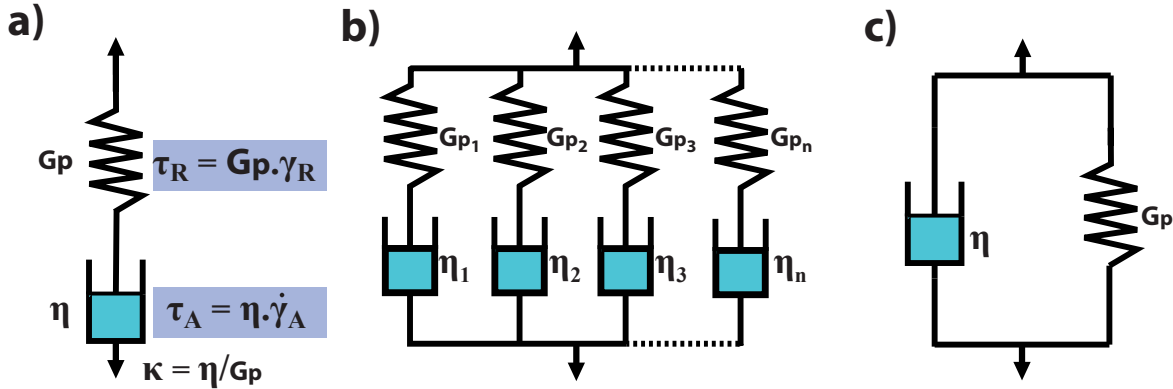 a)
Gp
τR = Gp.γR
η
τA = η.γ̇A
κ = η/Gp
b)
Gp1
Gp2
Gp3
Gpn
η1
η2
η3
ηn
c)
η
Gp